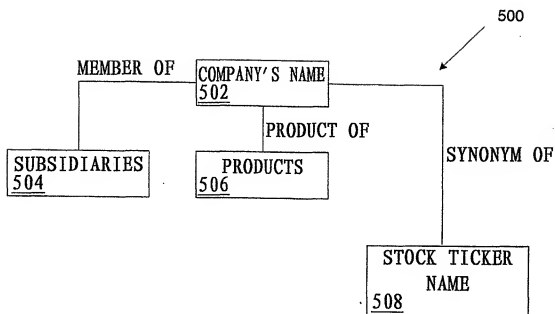 500
MEMBER OF
COMPANY'S NAME
502
PRODUCT OF
SYNONYM OF
SUBSIDIARIES
504
PRODUCTS
506
STOCK TICKER
NAME
508